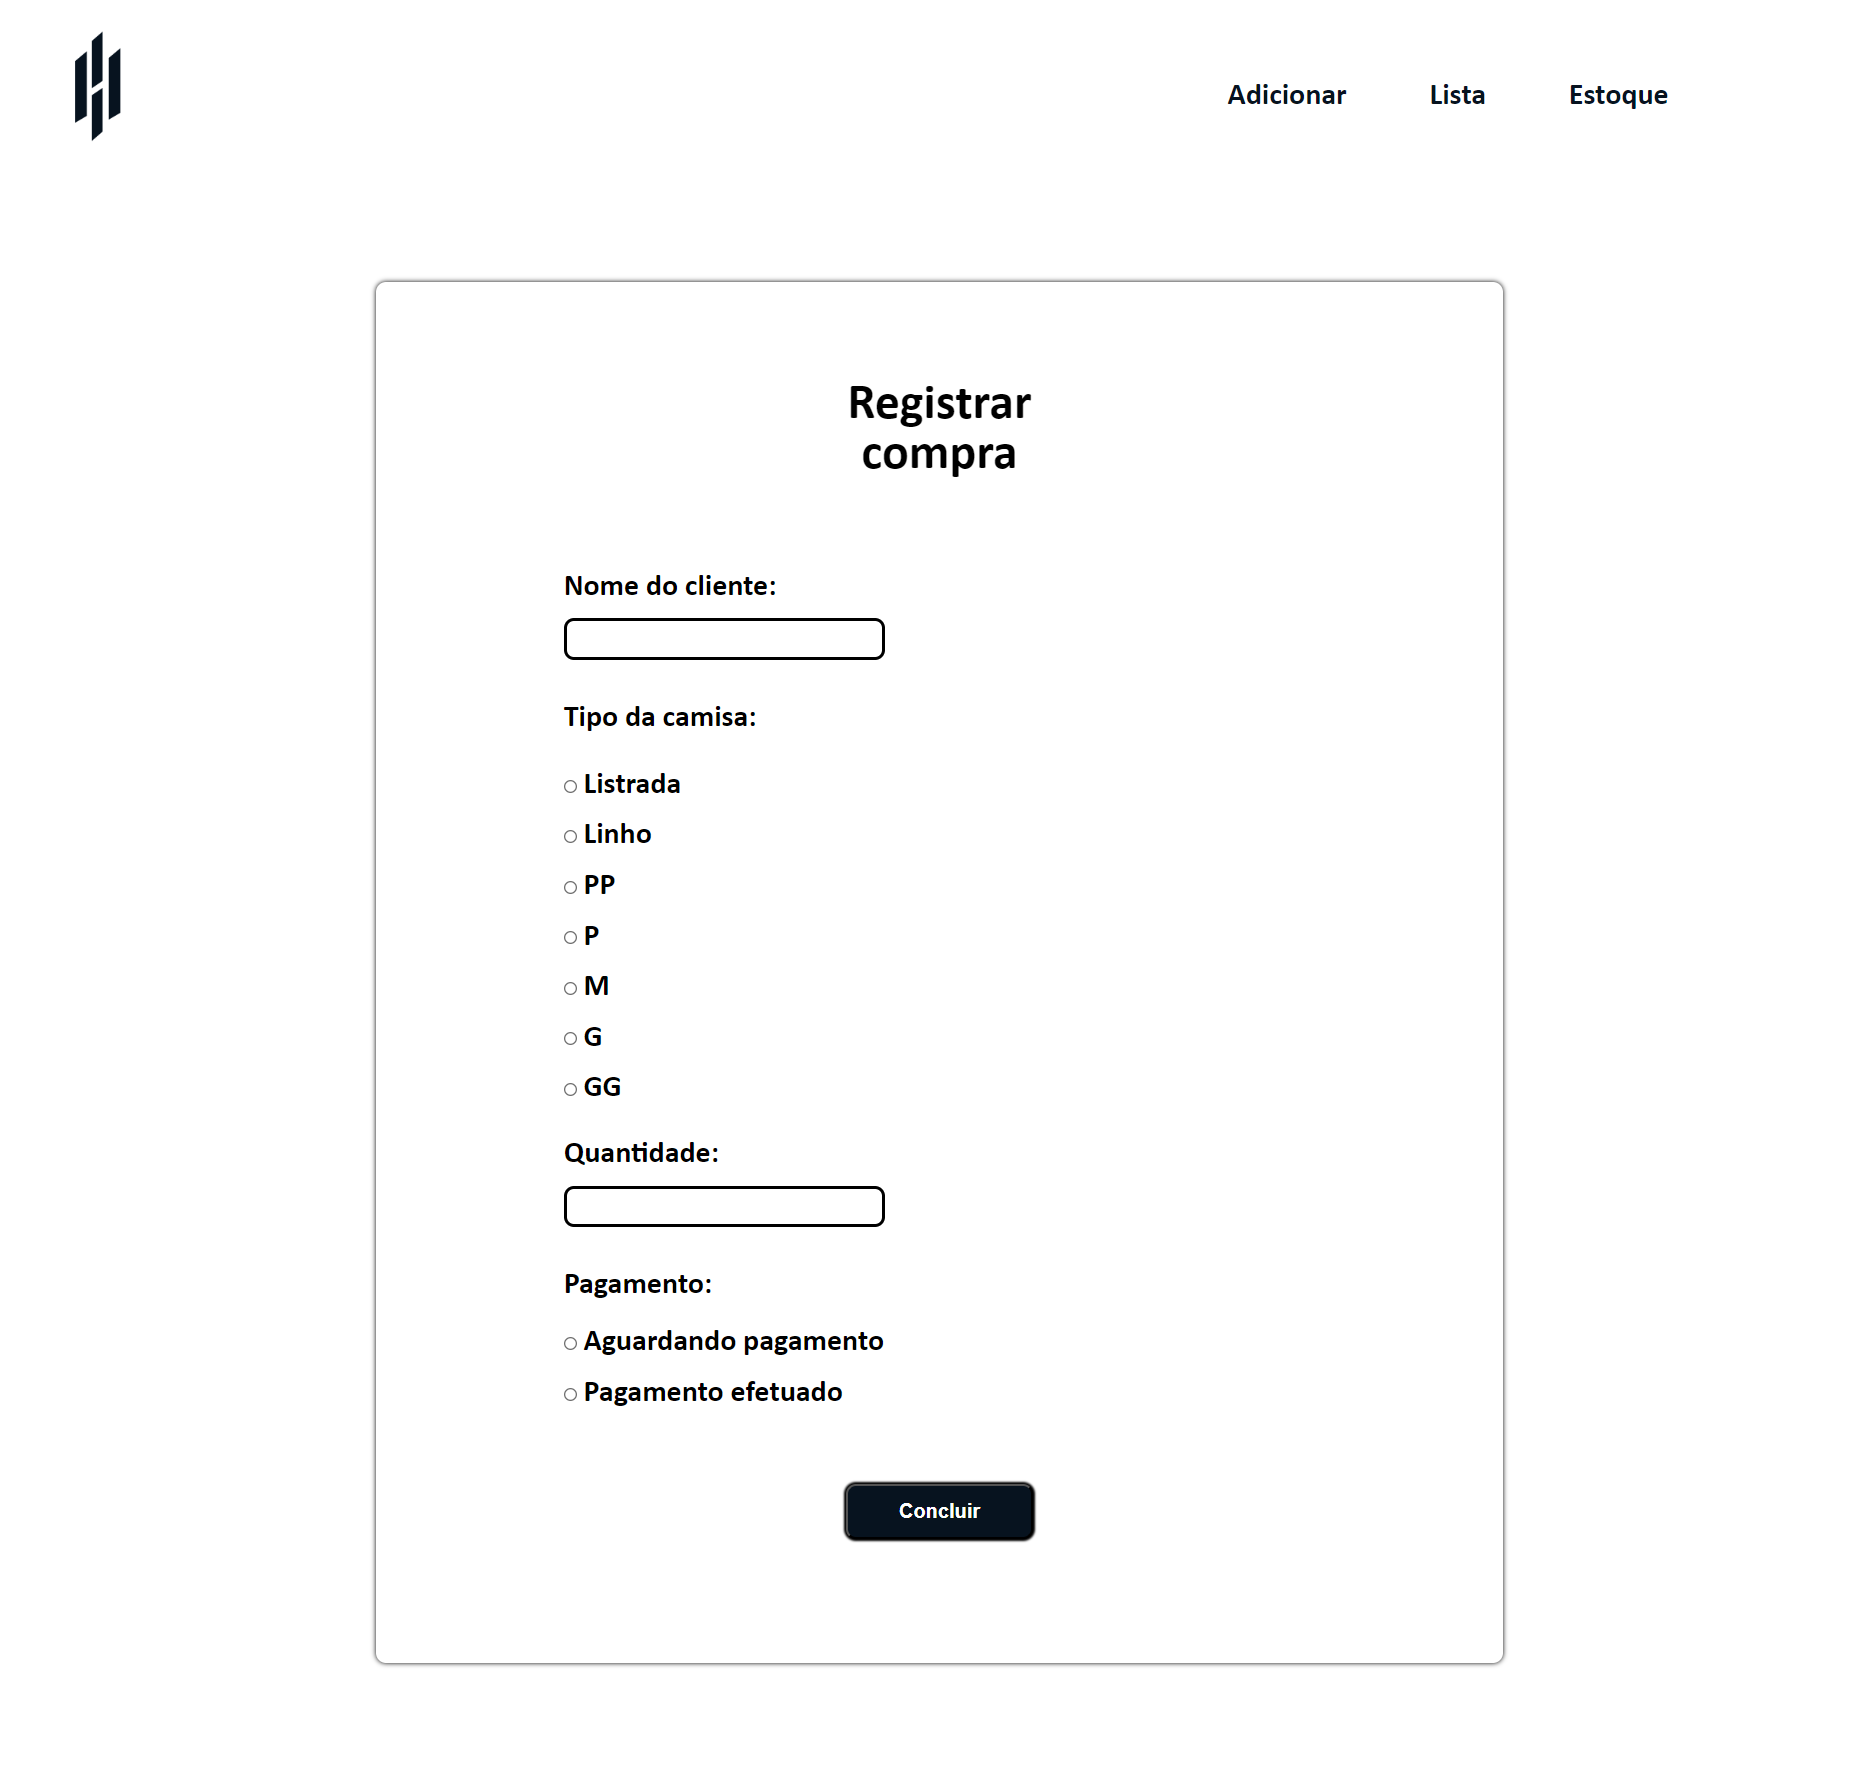 Adicionar Lista Estoque
Registrar
compra
Nome do cliente:
Tipo da camisa:
Listrada
Linho
PP
P
M
G
GG
Quantidade:
Pagamento:
Aguardando pagamento
Pagamento efetuado
Concluir